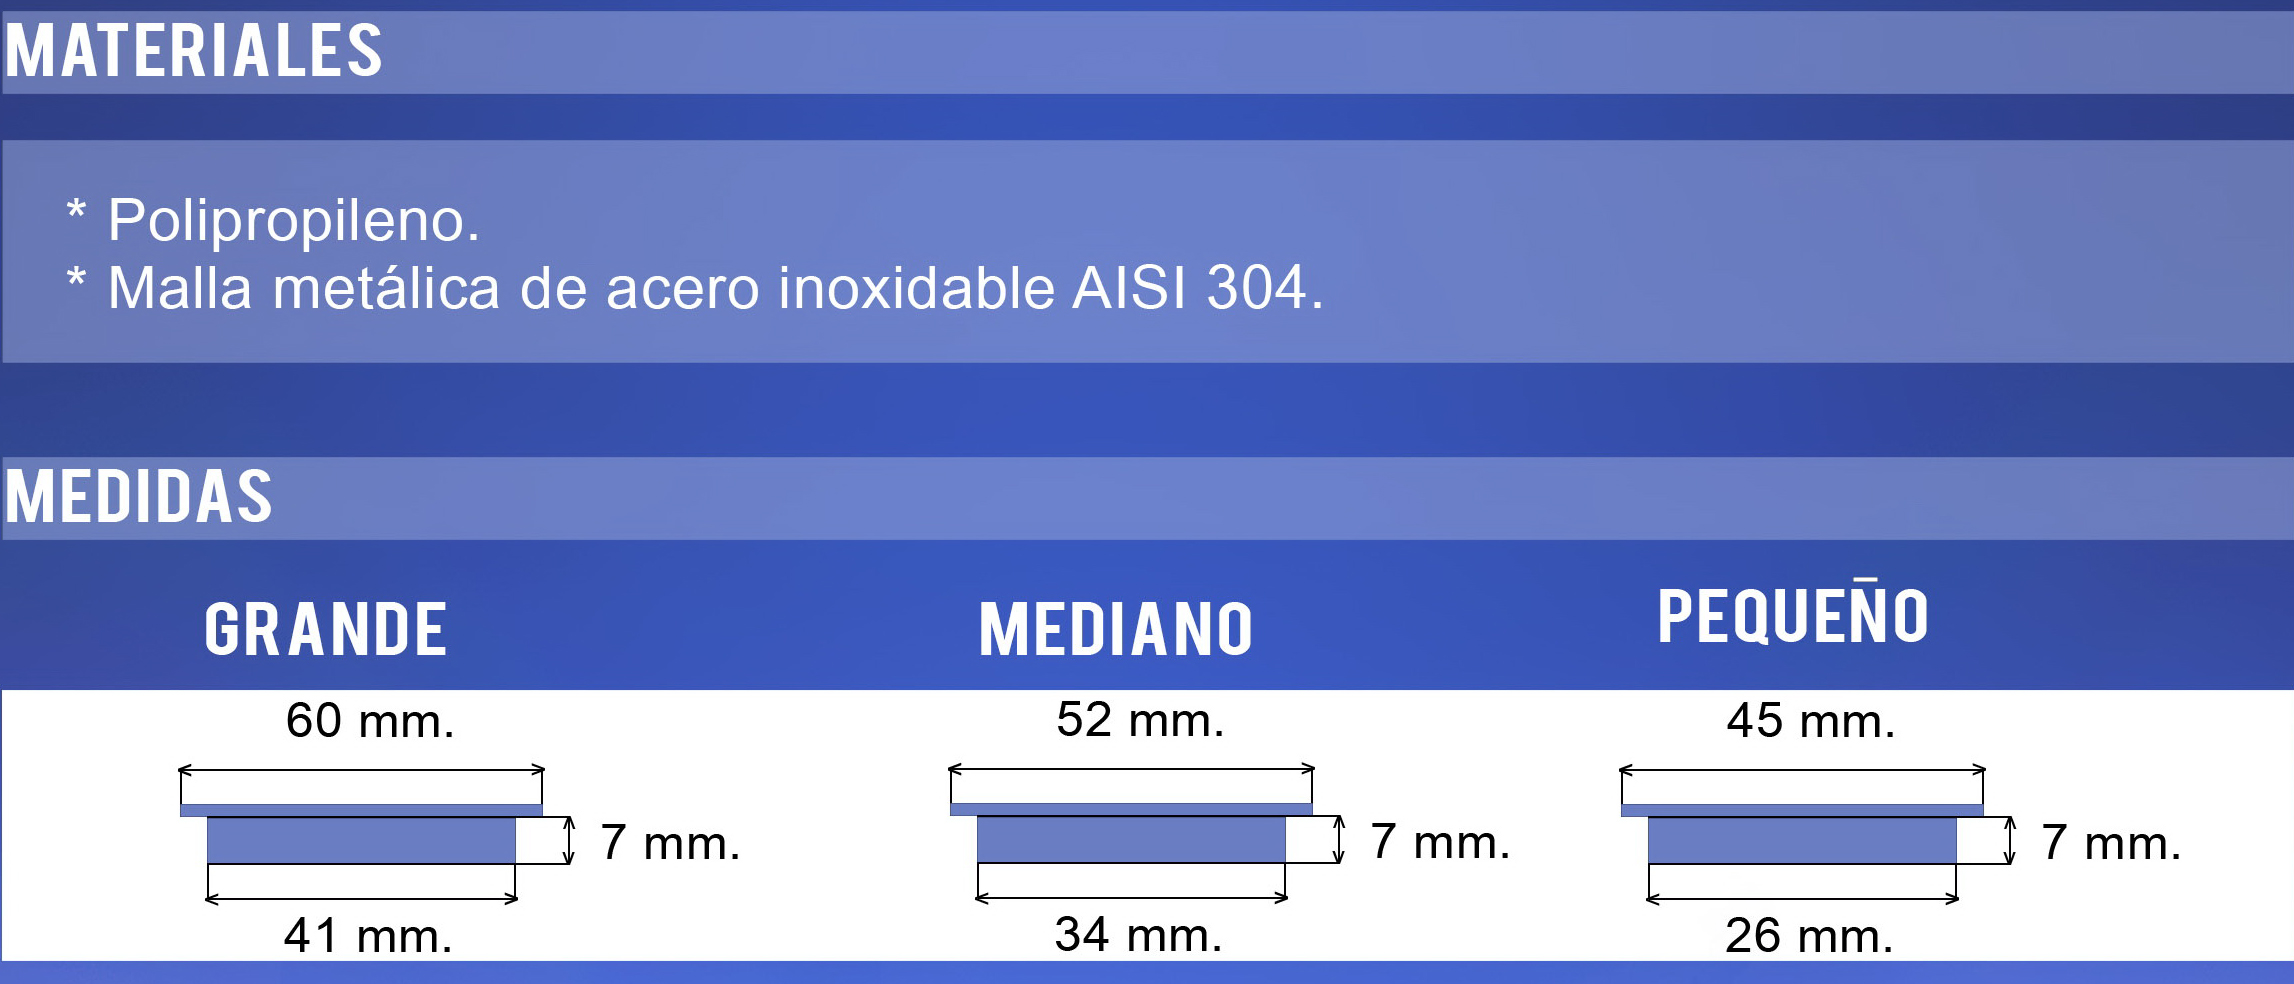 MATERIALES
* Polipropileno.
* Malla metálica de acero inoxidable AISI 304.
MEDIDAS
GRANDE MEDIANO PEQUEÑO
60 mm. 52 mm. 45 mm.
7 mm. 7 mm. 7 mm.
41 mm. 34 mm. 26 mm.